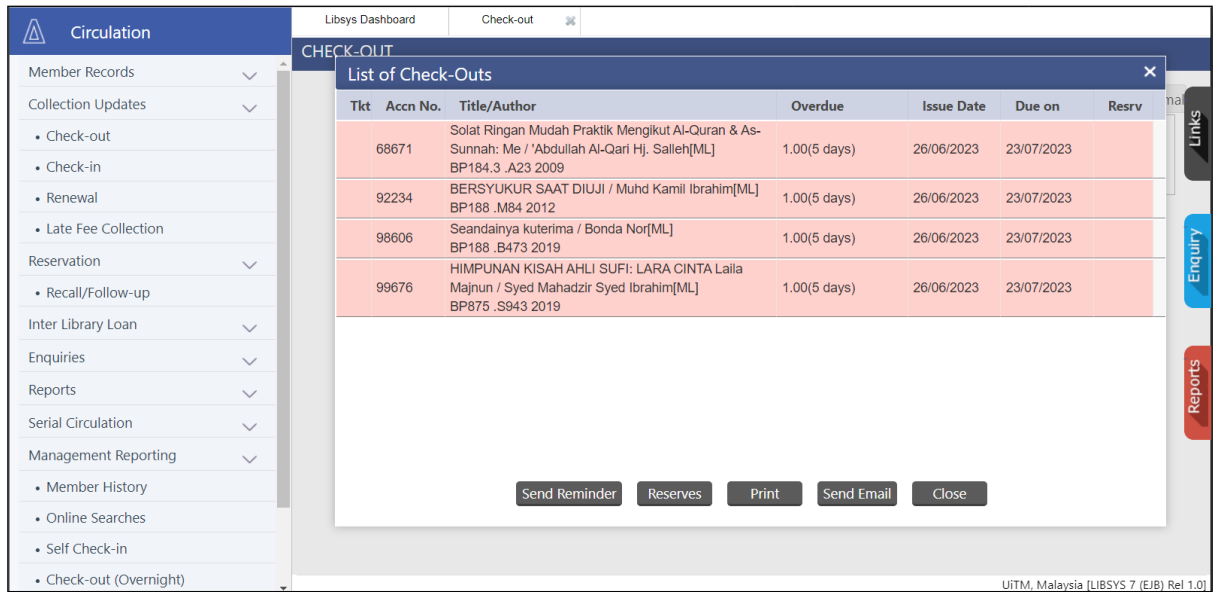 Circulation
Libsys Dashboard
Check-out
CHECK-OUT
Member Records
Collection Updates
• Check-out
• Check-in
• Renewal
• Late Fee Collection
Reservation
• Recall/Follow-up
Inter Library Loan
Enquiries
Reports
Serial Circulation
Management Reporting
• Member History
• Online Searches
• Self Check-in
• Check-out (Overnight)
List of Check-Outs ×
Tkt Accn No. Title/Author Overdue Issue Date Due on Resrv
Solat Ringan Mudah Praktik Mengikut Al-Quran & As-
68671 Sunnah: Me / 'Abdullah Al-Qari Hj. Salleh[ML] 1.00(5 days) 26/06/2023 23/07/2023
BP184.3 .A23 2009
92234 BERSYUKUR SAAT DIUJI / Muhd Kamil Ibrahim[ML] 1.00(5 days) 26/06/2023 23/07/2023
BP188 .M84 2012
98606 Seandainya kuterima / Bonda Nor[ML] 1.00(5 days) 26/06/2023 23/07/2023
BP188 .B473 2019
HIMPUNAN KISAH AHLI SUFI: LARA CINTA Laila
99676 Majnun / Syed Mahadzir Syed Ibrahim[ML] 1.00(5 days) 26/06/2023 23/07/2023
BP875 .S943 2019
Send Reminder Reserves Print Send Email Close
Links
Enquiry
Reports
UiTM, Malaysia [LIBSYS 7 (EJB) Rel 1.0]